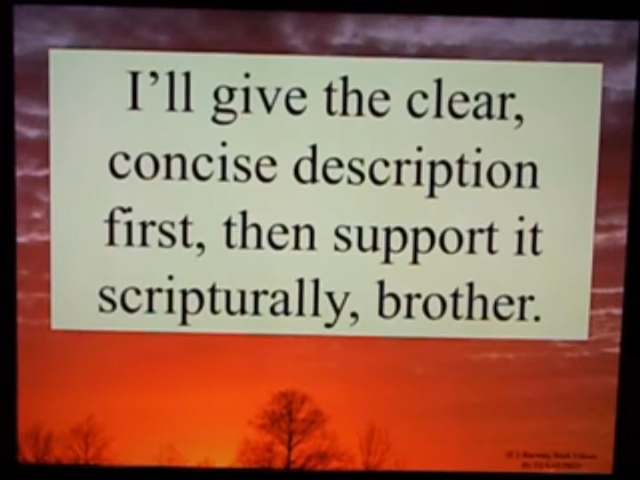 I'll give the clear,
concise description
first, then support it
scripturally, brother.